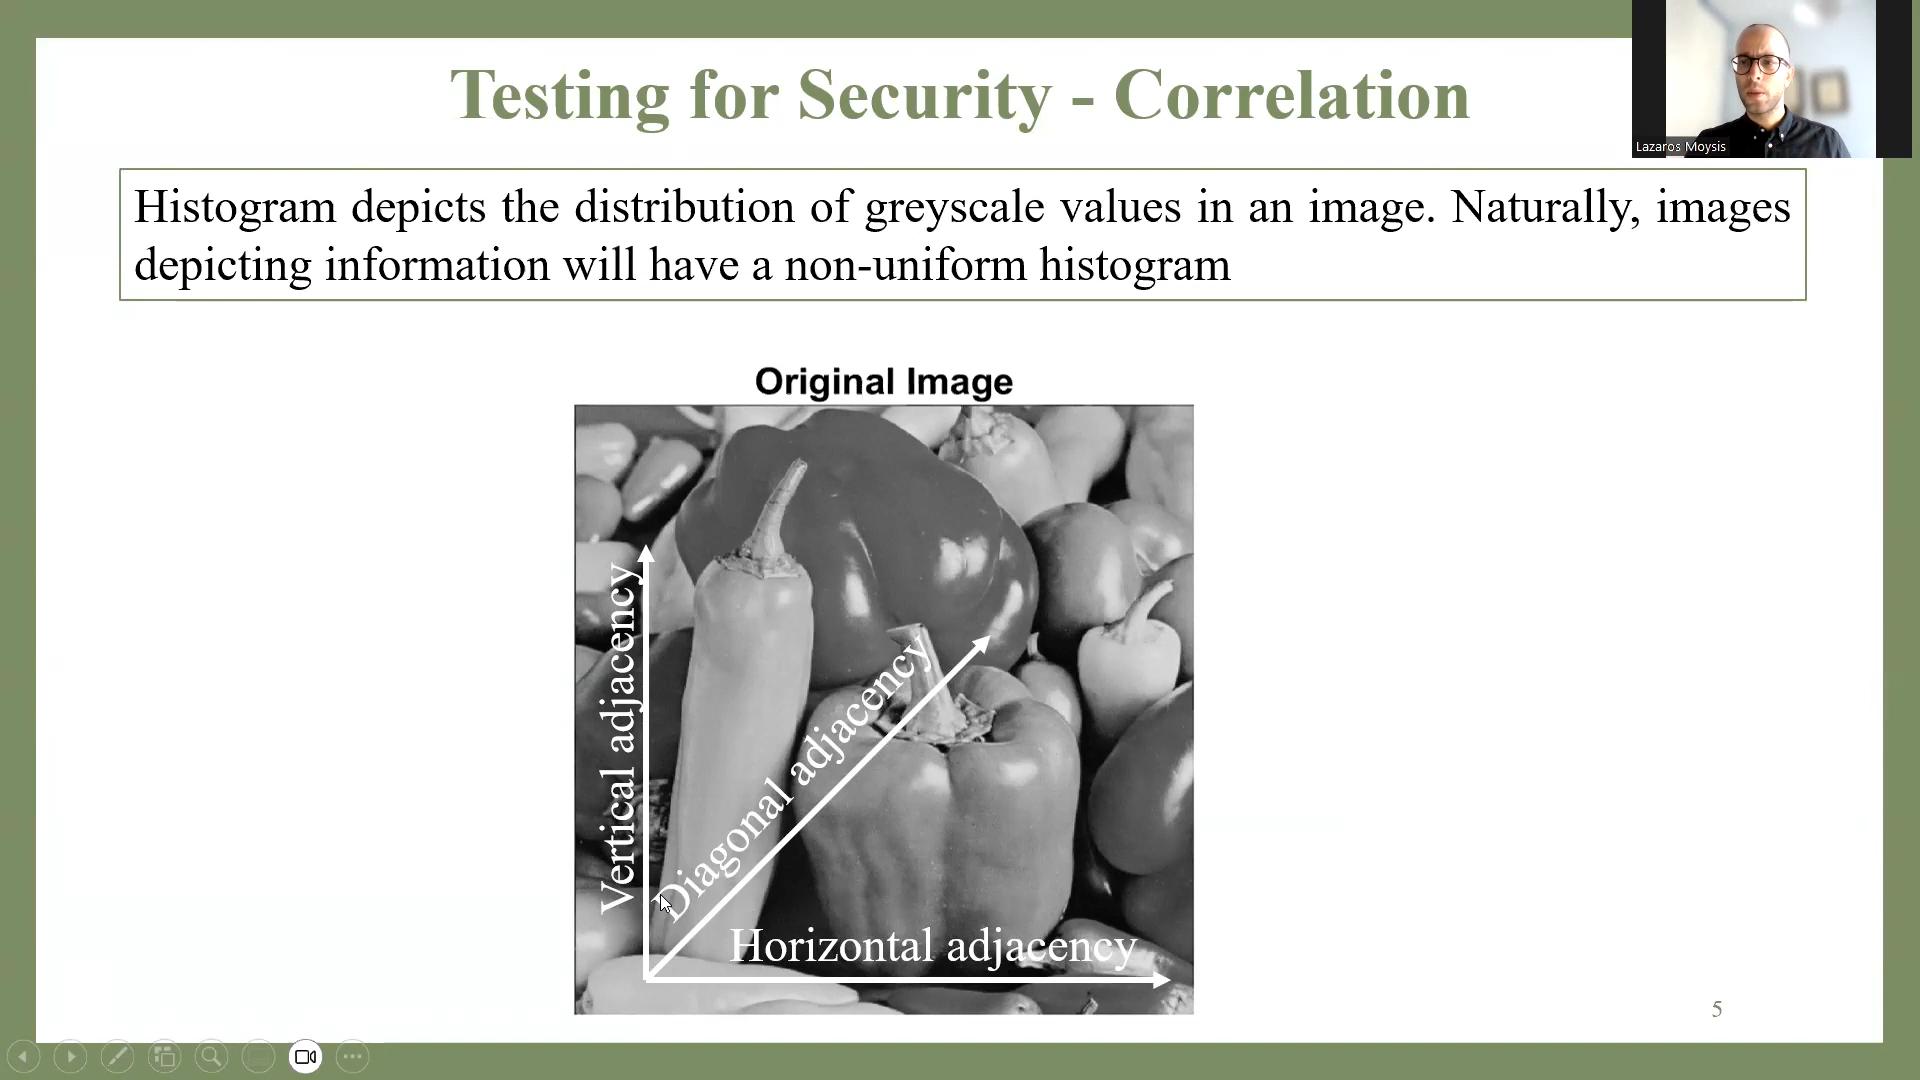 Testing for Security - Correlation
Lazaros Moysis
Histogram depicts the distribution of greyscale values in an image. Naturally, images
depicting information will have a non-uniform histogram
Original Image
Vertical adjacency
Diagonal adjacency
Horizontal adjacency
5